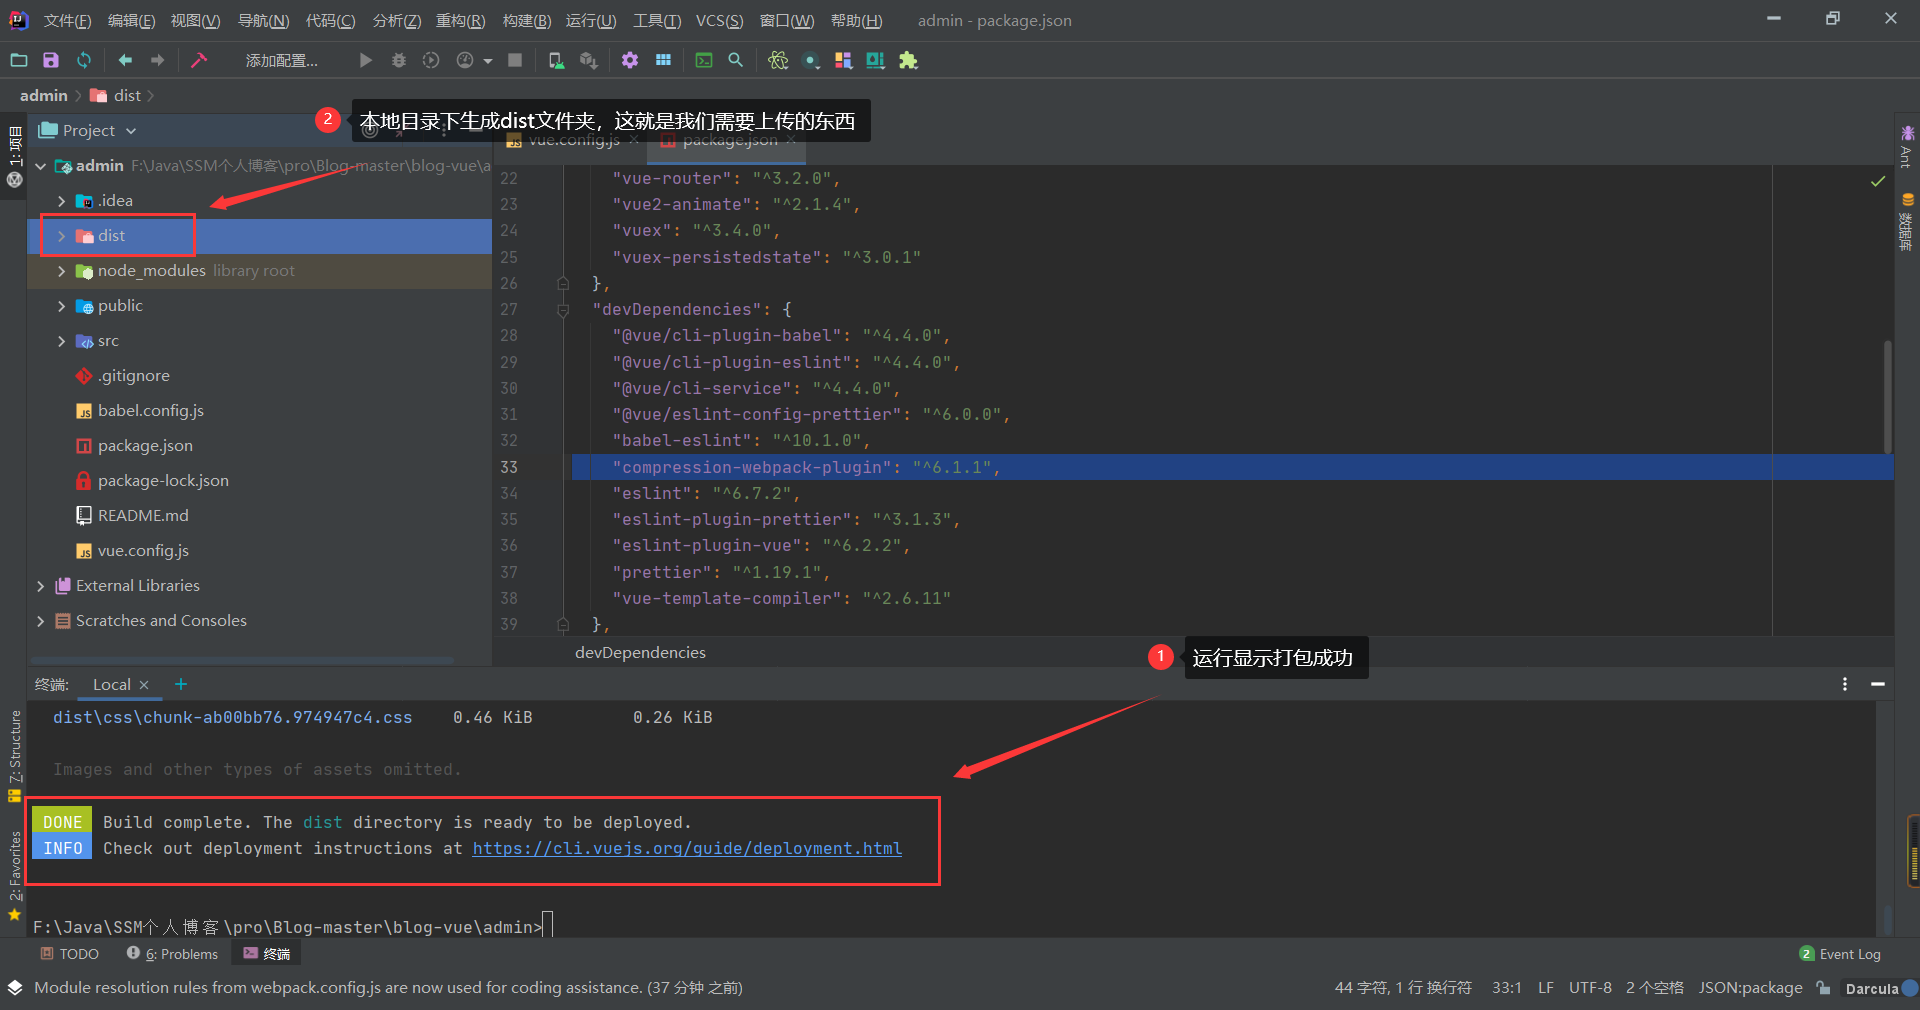 文件(F) 编辑(E) 视图(V) 导航(N) 代码(C) 分析(Z) 重构(R) 构建(B) 运行(U) 工具(T) VCS(S) 窗口(W) 帮助(H) admin - package.json
添加配置...
admin dist
Project
2
本地目录下生成dist文件夹，这就是我们需要上传的东西
vue.config.js
package.json
1: 项目
admin F:\Java\SSM个人博客\pro\Blog-master\blog-vue\a
.idea
dist
node_modules library root
public
src
.gitignore
babel.config.js
package.json
package-lock.json
README.md
vue.config.js
External Libraries
Scratches and Consoles
22 "vue-router": "^3.2.0",
23 "vue2-animate": "^2.1.4",
24 "vuex": "^3.4.0",
25 "vuex-persistedstate": "^3.0.1"
26 },
27 "devDependencies": {
28 "@vue/cli-plugin-babel": "^4.4.0",
29 "@vue/cli-plugin-eslint": "^4.4.0",
30 "@vue/cli-service": "^4.4.0",
31 "@vue/eslint-config-prettier": "^6.0.0",
32 "babel-eslint": "^10.1.0",
33 "compression-webpack-plugin": "^6.1.1",
34 "eslint": "^6.7.2",
35 "eslint-plugin-prettier": "^3.1.3",
36 "eslint-plugin-vue": "^6.2.2",
37 "prettier": "^1.19.1",
38 "vue-template-compiler": "^2.6.11"
39 },
devDependencies
Ant
数据库
1
运行显示打包成功
终端: Local
dist\css\chunk-ab00bb76.974947c4.css 0.46 KiB 0.26 KiB
Images and other types of assets omitted.
DONE Build complete. The dist directory is ready to be deployed.
INFO Check out deployment instructions at https://cli.vuejs.org/guide/deployment.html
F:\Java\SSM个人博客\pro\Blog-master\blog-vue\admin>
7: Structure
2: Favorites
TODO 6: Problems 终端 2 Event Log
Module resolution rules from webpack.config.js are now used for coding assistance. (37 分钟 之前) 44 字符, 1 行 换行符 33:1 LF UTF-8 2 个空格 JSON:package Darcula